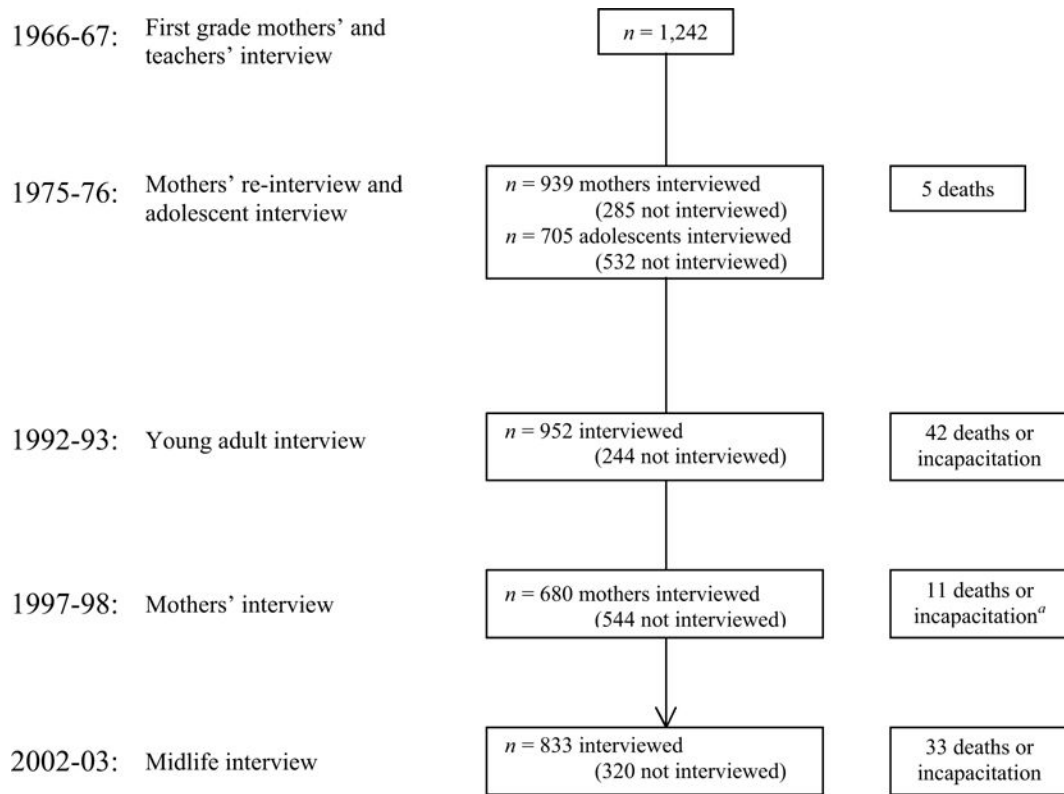 1966-67:
First grade mothers’ and
teachers’ interview
n = 1,242
1975-76:
Mothers’ re-interview and
adolescent interview
n = 939 mothers interviewed
(285 not interviewed)
n = 705 adolescents interviewed
(532 not interviewed)
5 deaths
1992-93:
Young adult interview
n = 952 interviewed
(244 not interviewed)
42 deaths or
incapacitation
1997-98:
Mothers’ interview
n = 680 mothers interviewed
(544 not interviewed)
11 deaths or
incapacitationᵃ
2002-03:
Midlife interview
n = 833 interviewed
(320 not interviewed)
33 deaths or
incapacitation